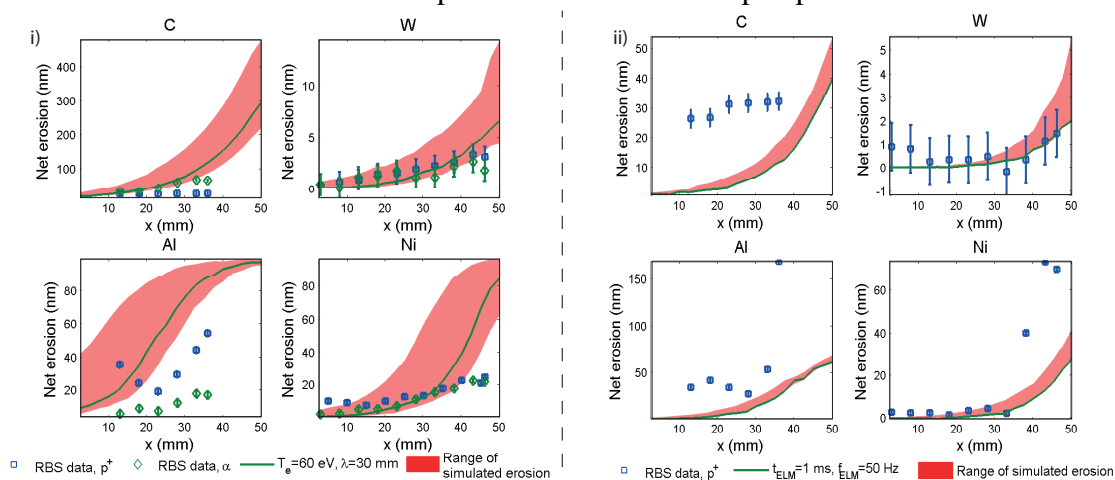 i)
C
Net erosion (nm)
400
300
200
100
10 20 30 40 50
x (mm)
W
Net erosion (nm)
10
5
0
10 20 30 40 50
x (mm)
Al
Net erosion (nm)
80
60
40
20
10 20 30 40 50
x (mm)
Ni
Net erosion (nm)
80
60
40
20
0
10 20 30 40 50
x (mm)
RBS data, p+
RBS data, α
Te=60 eV, λ=30 mm
Range of
simulated erosion
ii)
C
Net erosion (nm)
50
40
30
20
10
10 20 30 40 50
x (mm)
W
Net erosion (nm)
5
4
3
2
1
0
-1
10 20 30 40 50
x (mm)
Al
Net erosion (nm)
150
100
50
10 20 30 40 50
x (mm)
Ni
Net erosion (nm)
60
40
20
0
10 20 30 40 50
x (mm)
RBS data, p+
tELM=1 ms, fELM=50 Hz
Range of simulated erosion